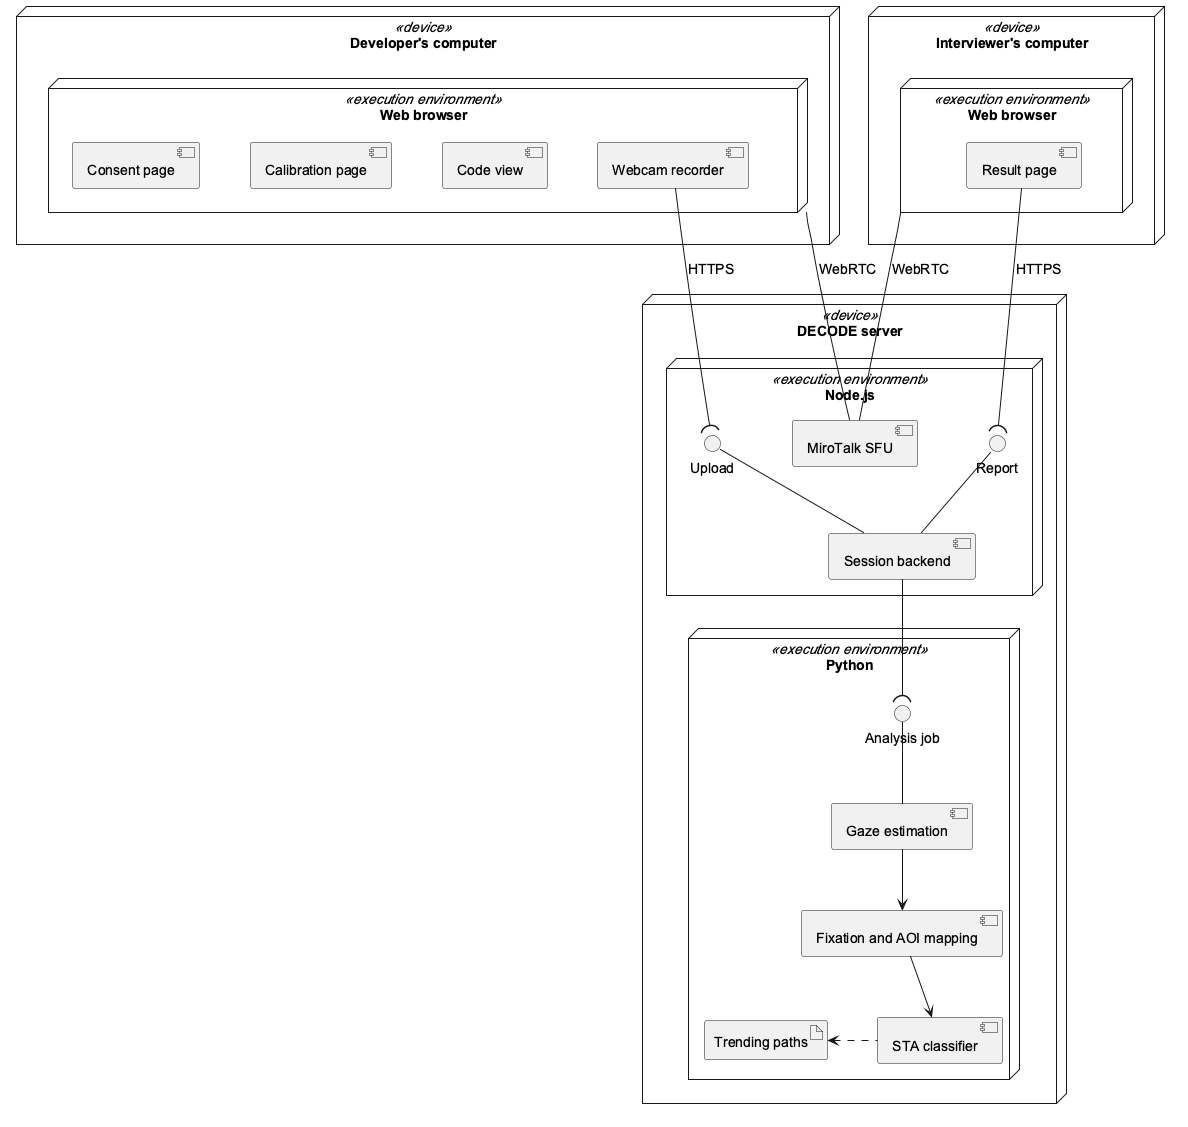 «device»
Developer's computer
«execution environment»
Web browser
Consent page
Calibration page
Code view
Webcam recorder
«device»
Interviewer's computer
«execution environment»
Web browser
Result page
HTTPS
WebRTC
WebRTC
HTTPS
«device»
DECODE server
«execution environment»
Node.js
MiroTalk SFU
Upload
Report
Session backend
«execution environment»
Python
Analysis job
Gaze estimation
Fixation and AOI mapping
Trending paths
STA classifier